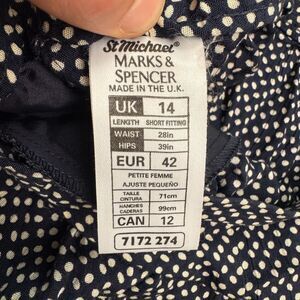 St Michael®
MARKS &
SPENCER
MADE IN THE U.K.
UK 14
LENGTH SHORT FITTING
WAIST 28in
HIPS 39in
EUR 42
PETITE FEMME
AJUSTE PEQUEÑO
TAILLE CINTURA 71cm
HANCHES CADERAS 99cm
CAN 12
7172 274